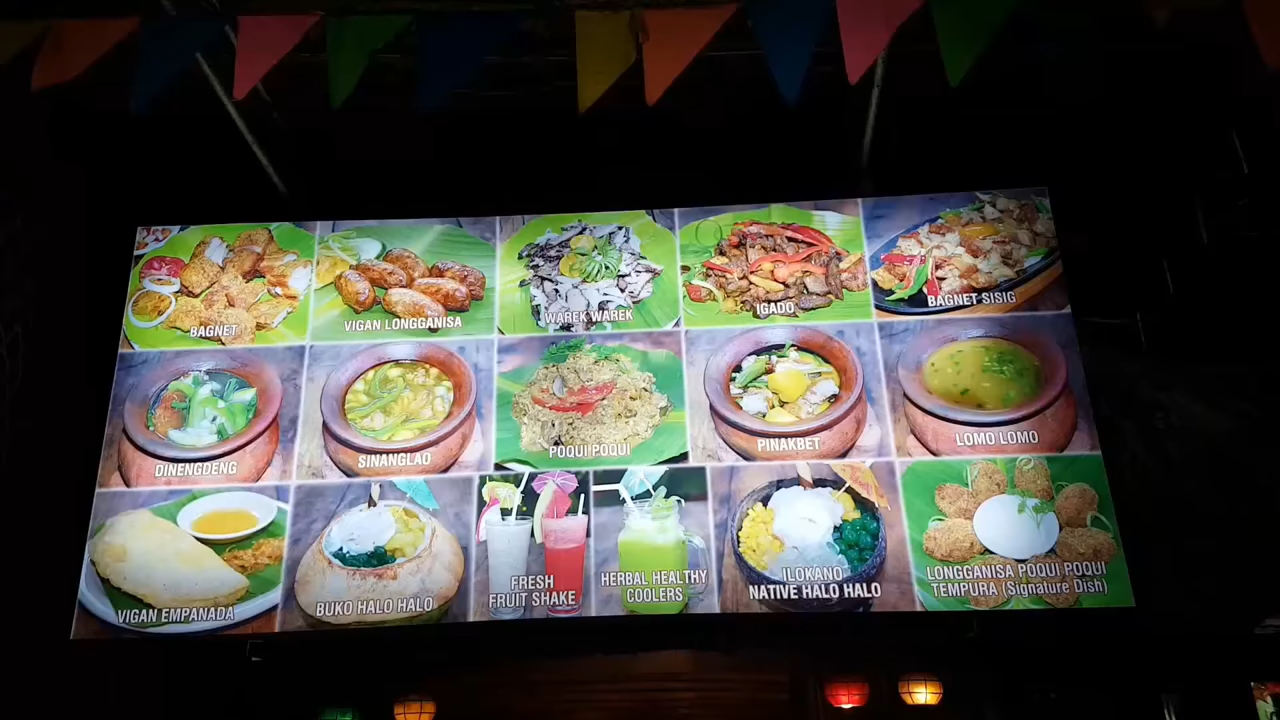 BAGNET
VIGAN LONGGANISA
WAREK WAREK
IGADO
BAGNET SISIG
DINENGDENG
SINANGLAO
POQUI POQUI
PINAKBET
LOMO LOMO
VIGAN EMPANADA
BUKO HALO HALO
FRESH
FRUIT SHAKE
HERBAL HEALTHY
COOLERS
ILOKANO
NATIVE HALO HALO
LONGGANISA POQUI POQUI
TEMPURA (Signature Dish)